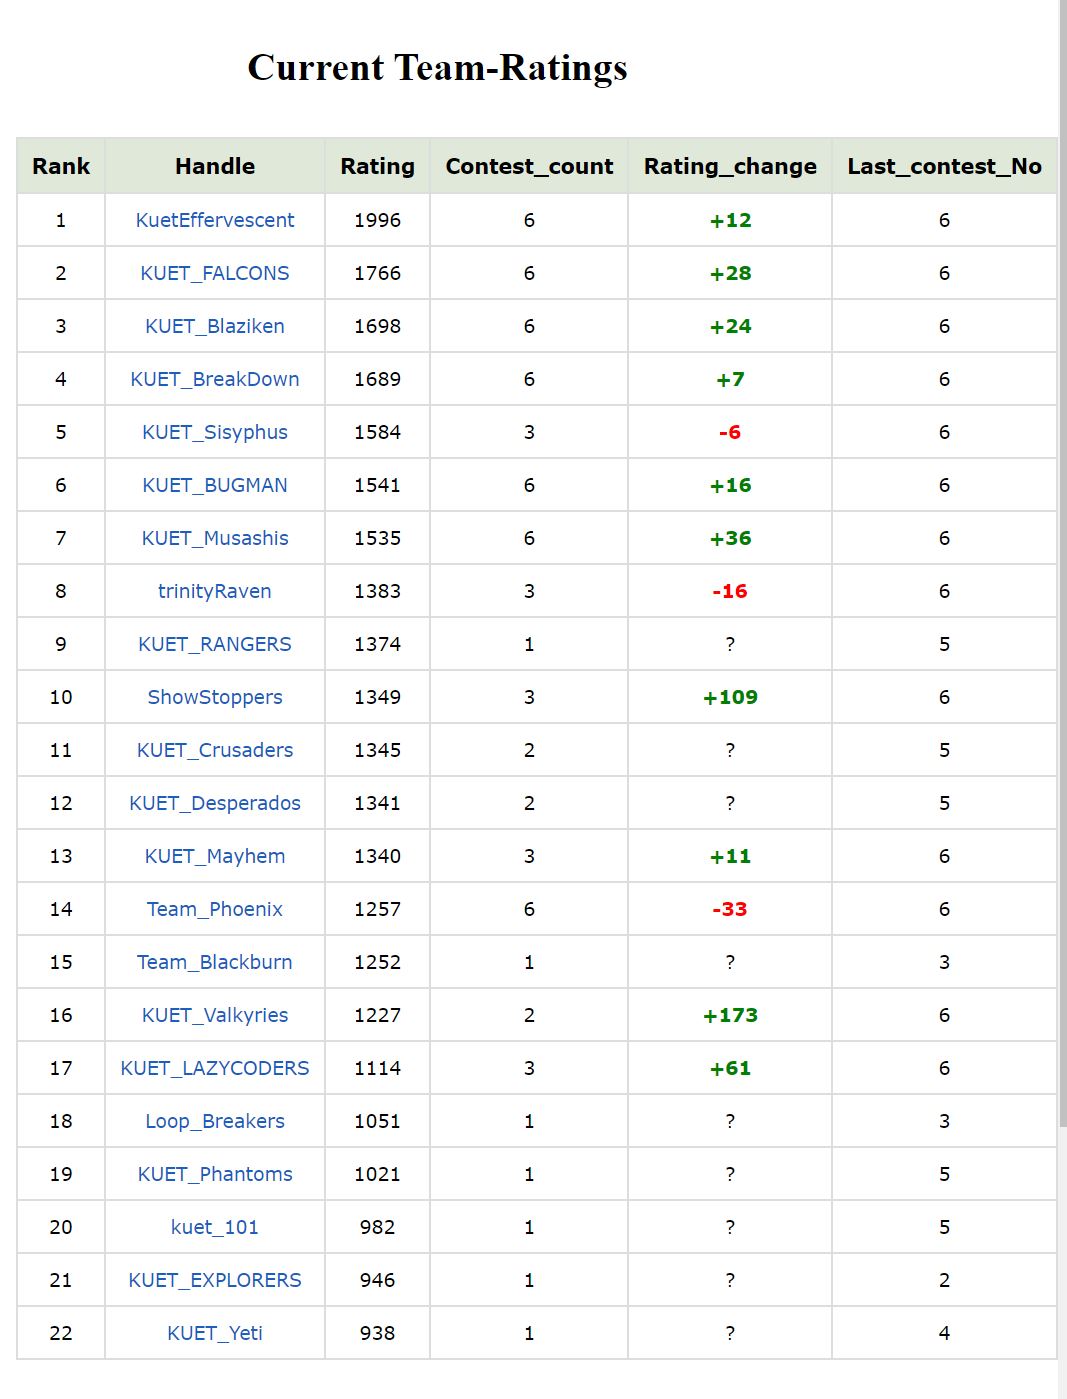 Current Team-Ratings
Rank Handle Rating Contest_count Rating_change Last_contest_No
1 KuetEffervescent 1996 6 +12 6
2 KUET_FALCONS 1766 6 +28 6
3 KUET_Blaziken 1698 6 +24 6
4 KUET_BreakDown 1689 6 +7 6
5 KUET_Sisyphus 1584 3 -6 6
6 KUET_BUGMAN 1541 6 +16 6
7 KUET_Musashis 1535 6 +36 6
8 trinityRaven 1383 3 -16 6
9 KUET_RANGERS 1374 1 ? 5
10 ShowStoppers 1349 3 +109 6
11 KUET_Crusaders 1345 2 ? 5
12 KUET_Desperados 1341 2 ? 5
13 KUET_Mayhem 1340 3 +11 6
14 Team_Phoenix 1257 6 -33 6
15 Team_Blackburn 1252 1 ? 3
16 KUET_Valkyries 1227 2 +173 6
17 KUET_LAZYCODERS 1114 3 +61 6
18 Loop_Breakers 1051 1 ? 3
19 KUET_Phantoms 1021 1 ? 5
20 kuet_101 982 1 ? 5
21 KUET_EXPLORERS 946 1 ? 2
22 KUET_Yeti 938 1 ? 4